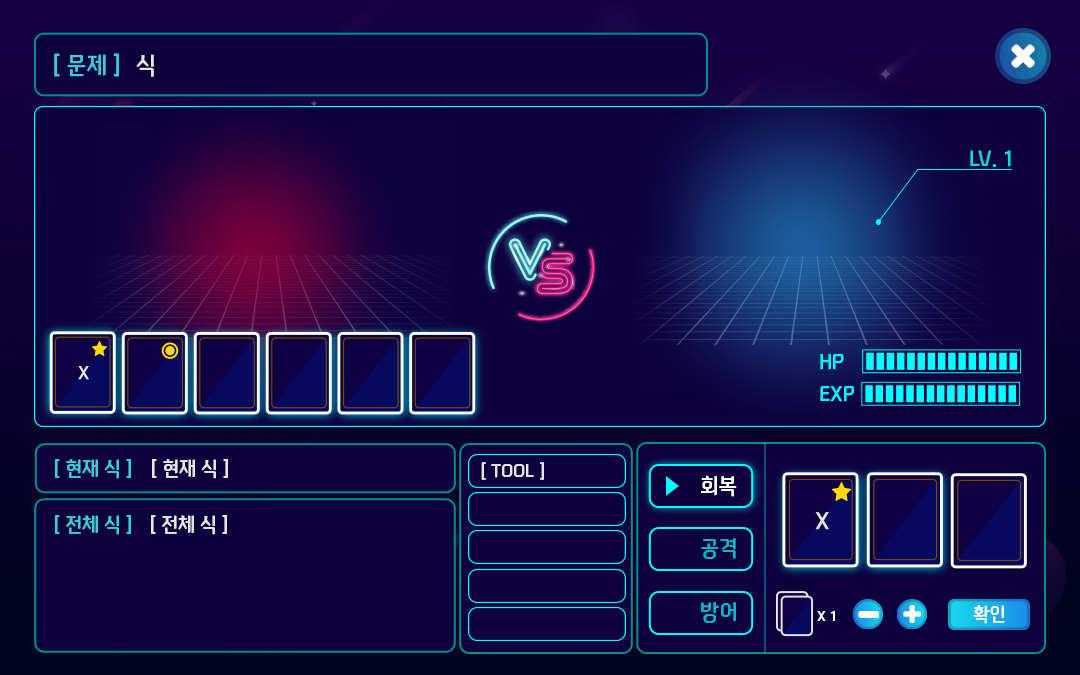 [ 문제 ] 식
LV. 1
VS
X
HP
EXP
[ 현재 식 ] [ 현재 식 ]
[ 전체 식 ] [ 전체 식 ]
[ TOOL ]
회복
공격
방어
X
X 1
확인